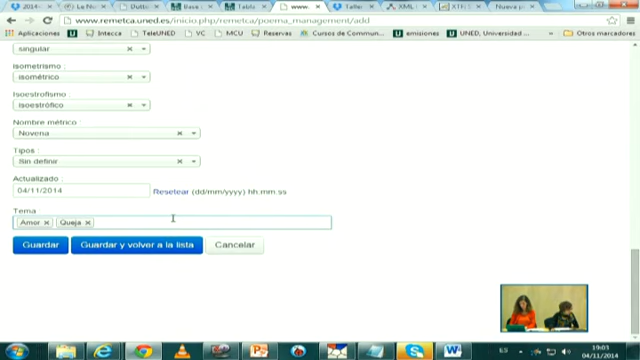 www.remetca.uned.es/inicio.php/remetca/poema_management/add
Aplicaciones Intecca TeleUNED VC MCU Reservas Cursos de Commun... emisiones UNED, Universidad ... Otros marcadores
singular
Isometrismo :
isométrico
Isoestrofismo :
isoestrófico
Nombre métrico :
Novena
Tipos :
Sin definir
Actualizado :
04/11/2014 Resetear (dd/mm/yyyy) hh:mm:ss
Tema
Amor Queja
Guardar Guardar y volver a la lista Cancelar
ES 19:03
04/11/2014